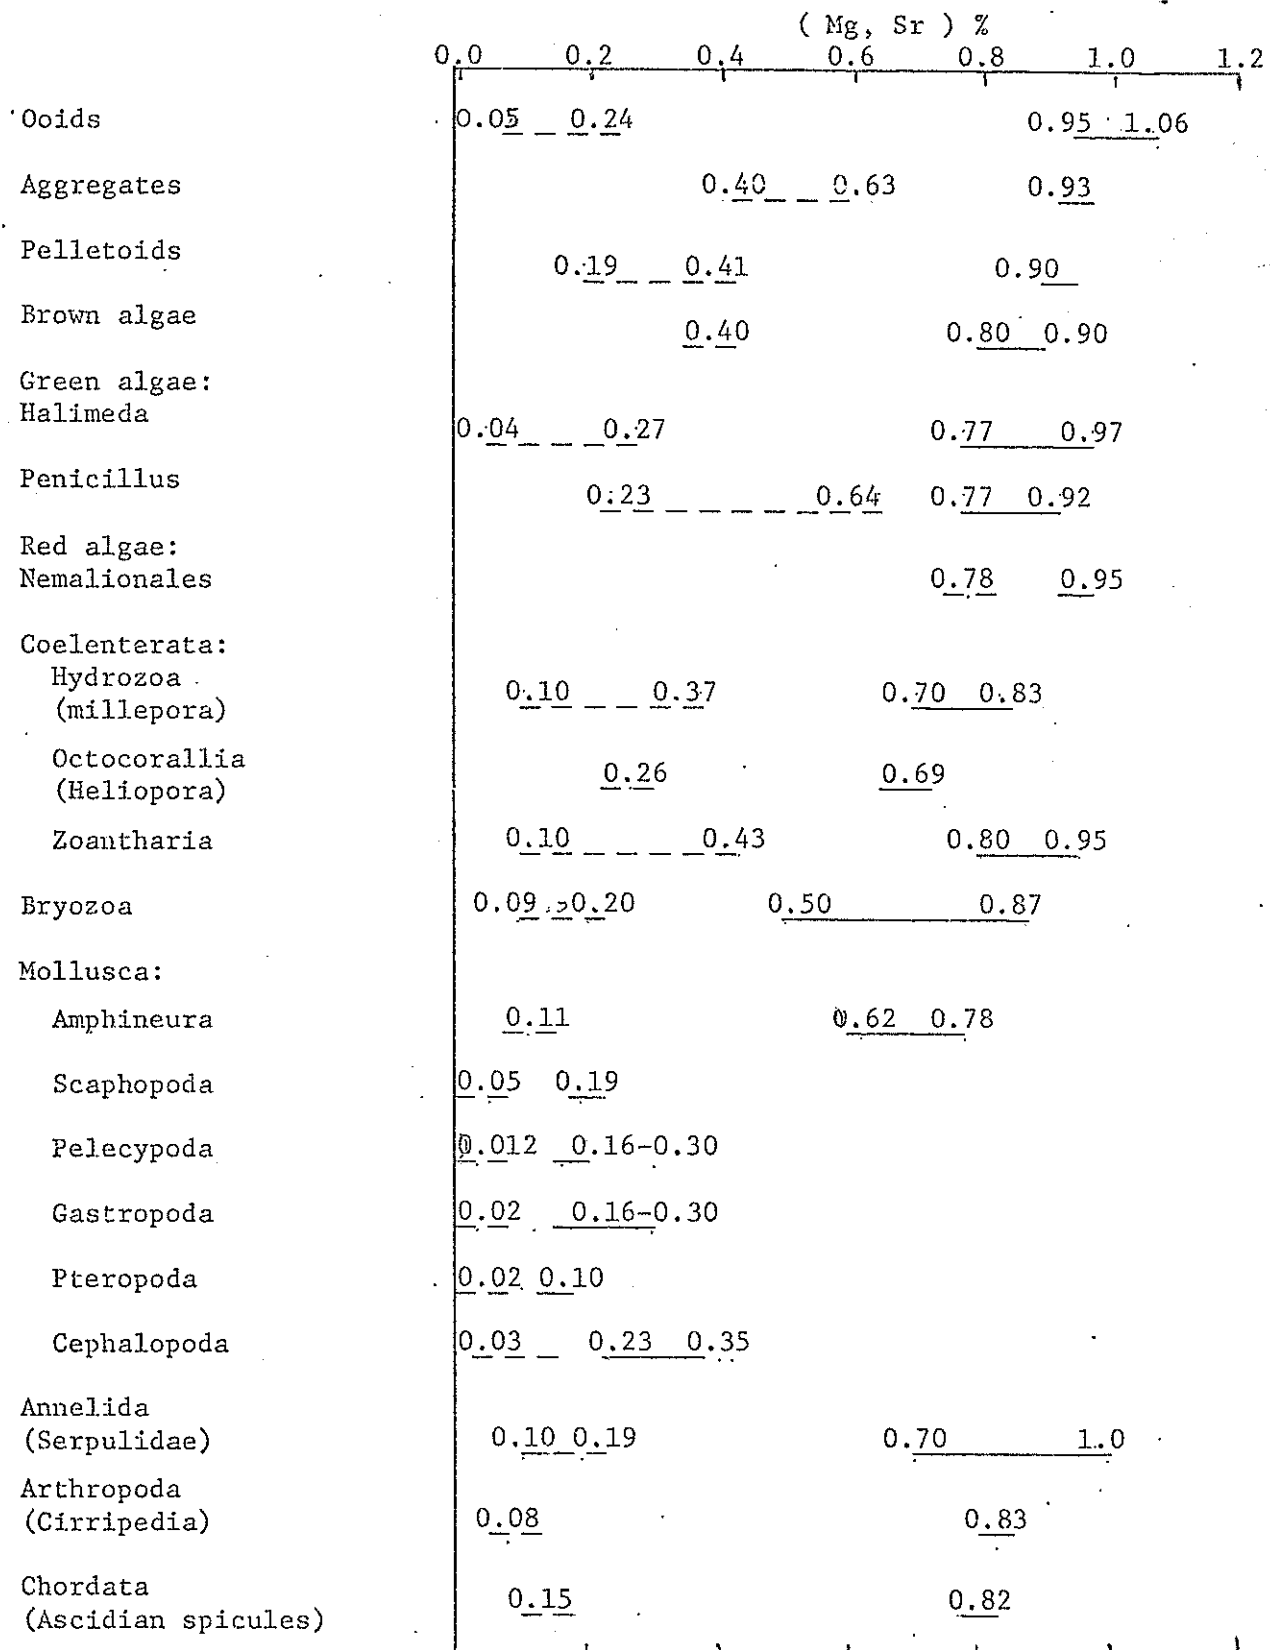 ( Mg, Sr ) %
0.0 0.2 0.4 0.6 0.8 1.0 1.2
Ooids 0.05 0.24 0.95 1.06
Aggregates 0.40 0.63 0.93
Pelletoids 0.19 0.41 0.90
Brown algae 0.40 0.80 0.90
Green algae:
Halimeda 0.04 0.27 0.77 0.97
Penicillus 0.23 0.64 0.77 0.92
Red algae:
Nemalionales 0.78 0.95
Coelenterata:
Hydrozoa
(millepora) 0.10 0.37 0.70 0.83
Octocorallia
(Heliopora) 0.26 0.69
Zoantharia 0.10 0.43 0.80 0.95
Bryozoa 0.09 0.20 0.50 0.87
Mollusca:
Amphineura 0.11 0.62 0.78
Scaphopoda 0.05 0.19
Pelecypoda 0.012 0.16-0.30
Gastropoda 0.02 0.16-0.30
Pteropoda 0.02 0.10
Cephalopoda 0.03 0.23 0.35
Annelida
(Serpulidae) 0.10 0.19 0.70 1.0
Arthropoda
(Cirripedia) 0.08 0.83
Chordata
(Ascidian spicules) 0.15 0.82